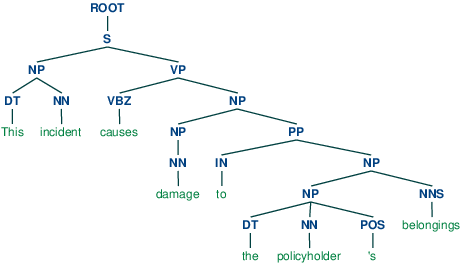 ROOT
S
NP VP
DT NN VBZ NP
This incident causes NP PP
NN IN NP
damage to NP NNS
DT NN POS belongings
the policyholder 's